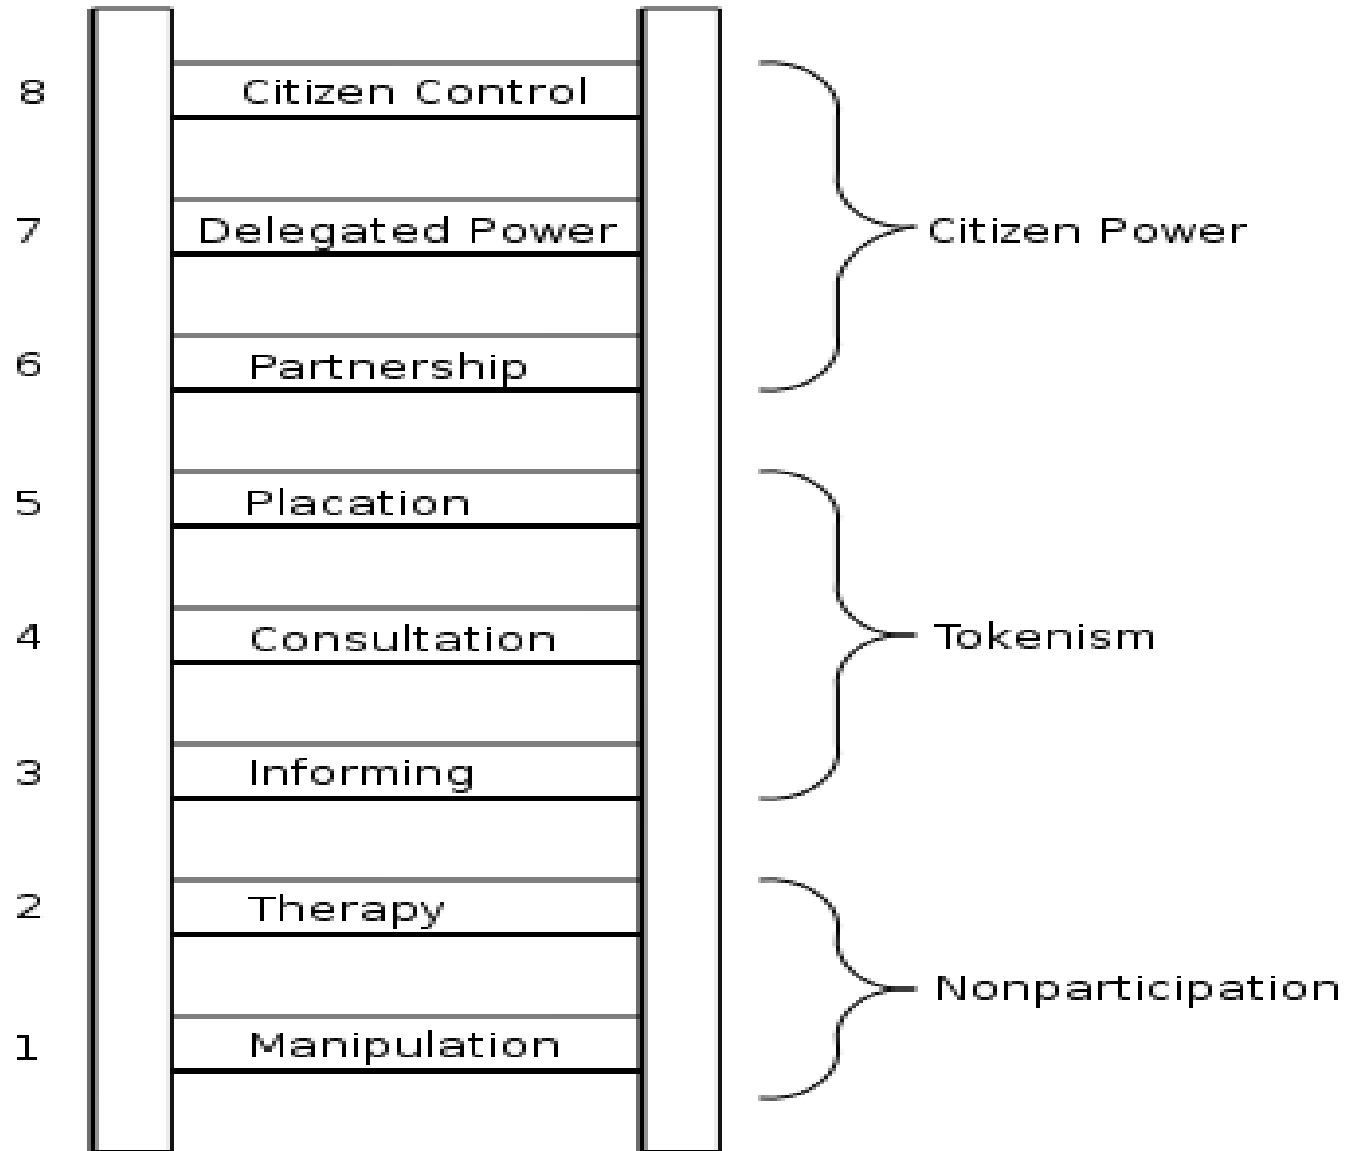 8 Citizen Control
7 Delegated Power Citizen Power
6 Partnership
5 Placation
4 Consultation Tokenism
3 Informing
2 Therapy
Nonparticipation
1 Manipulation